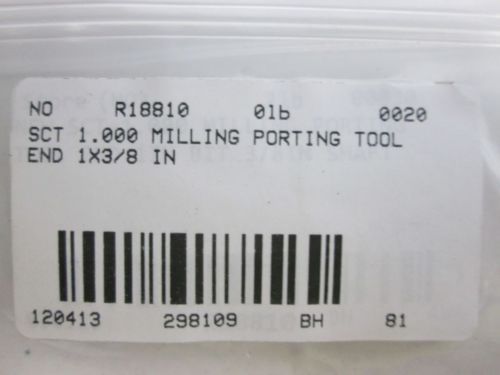 NO R18810 01b 0020
SCT 1.000 MILLING PORTING TOOL
END 1X3/8 IN
120413 298109 BH 81